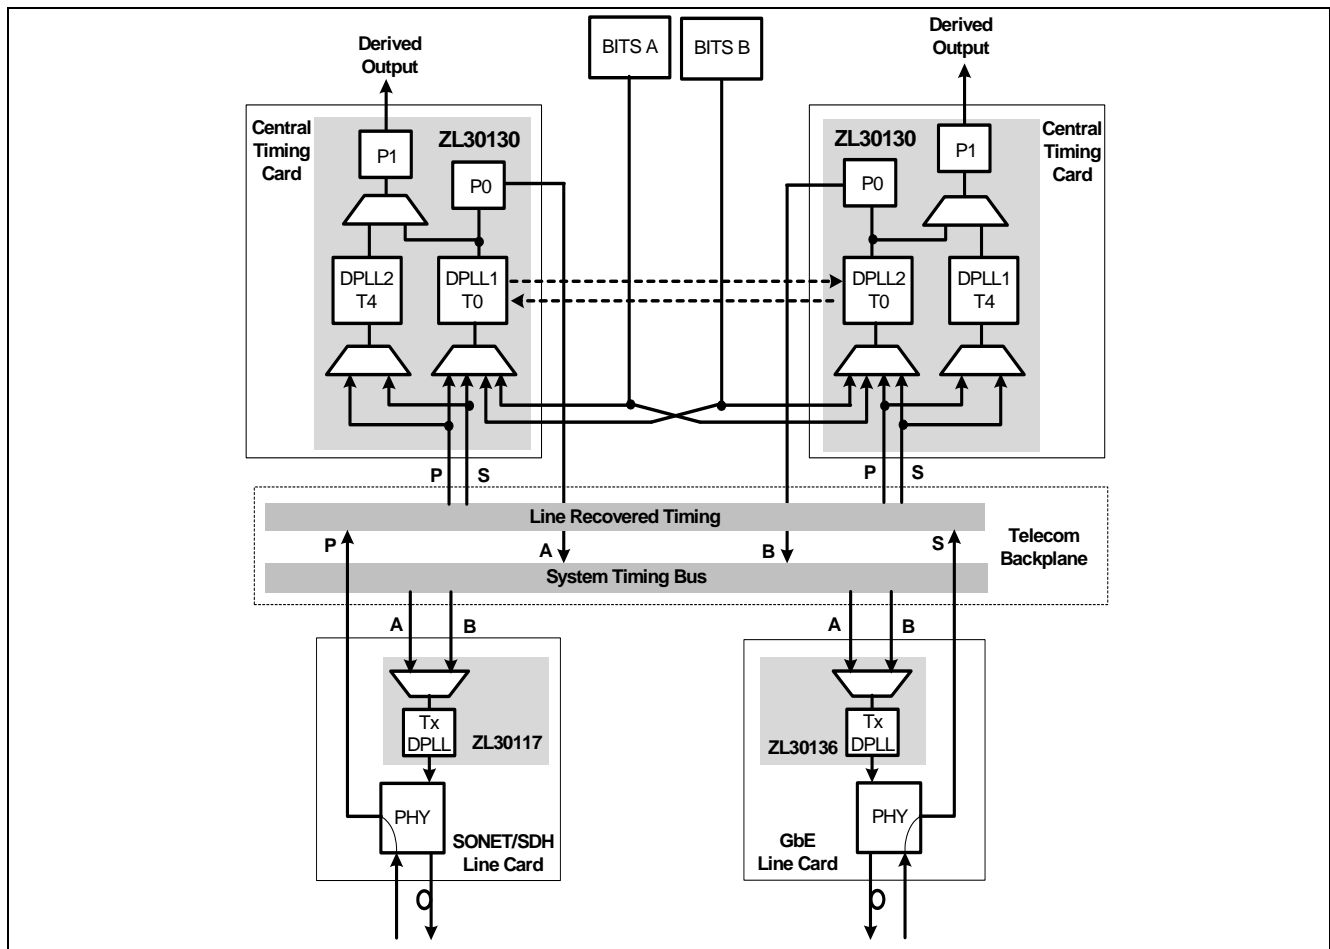 Derived
Output
BITS A
BITS B
Derived
Output
Central
Timing
Card
P1
ZL30130
P0
ZL30130
P0
P1
Central
Timing
Card
DPLL2
T4
DPLL1
T0
DPLL2
T0
DPLL1
T4
P
S
P
S
Line Recovered Timing
P
A
B
S
Telecom
Backplane
System Timing Bus
A
B
A
B
Tx
DPLL
ZL30117
Tx
DPLL
ZL30136
PHY
SONET/SDH
Line Card
PHY
GbE
Line Card